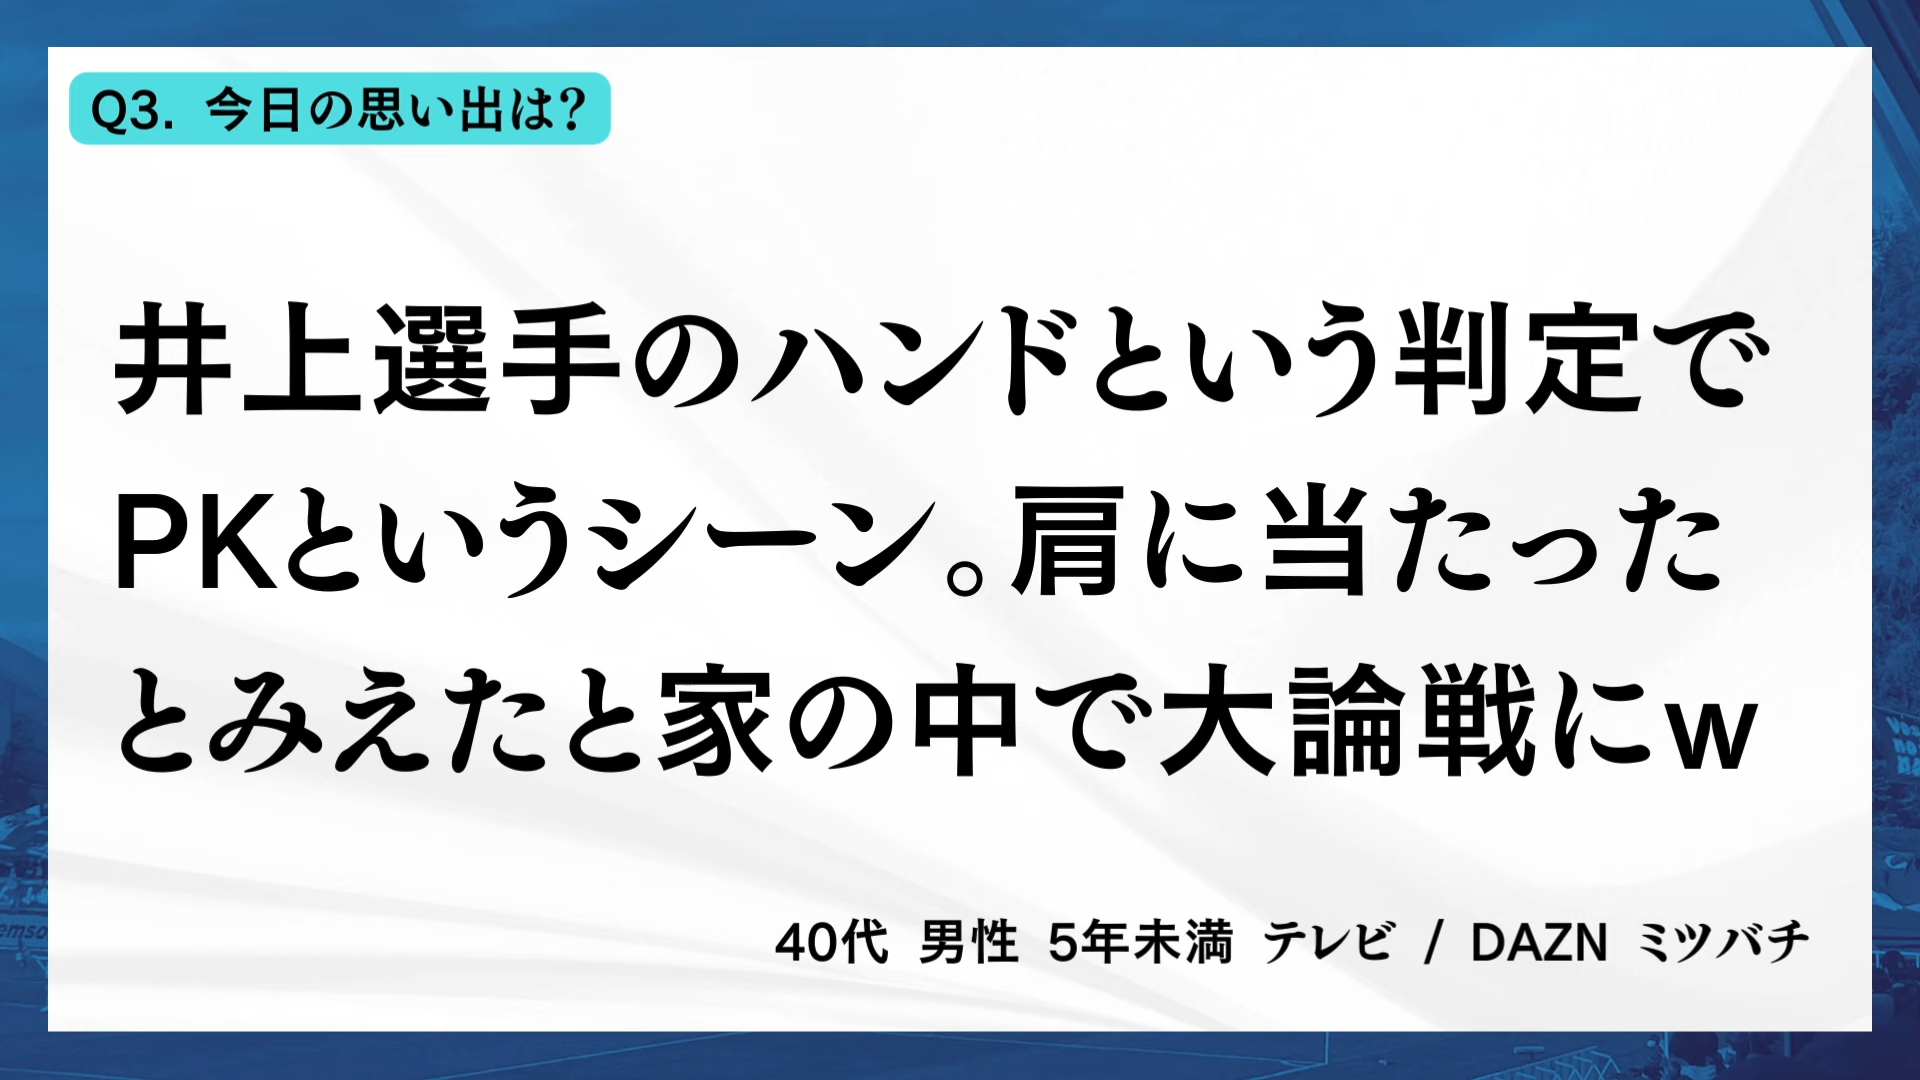 Q3. 今日の思い出は?
井上選手のハンドという判定で
PKというシーン。肩に当たった
とみえたと家の中で大論戦にw
40代 男性 5年未満 テレビ / DAZN ミツバチ